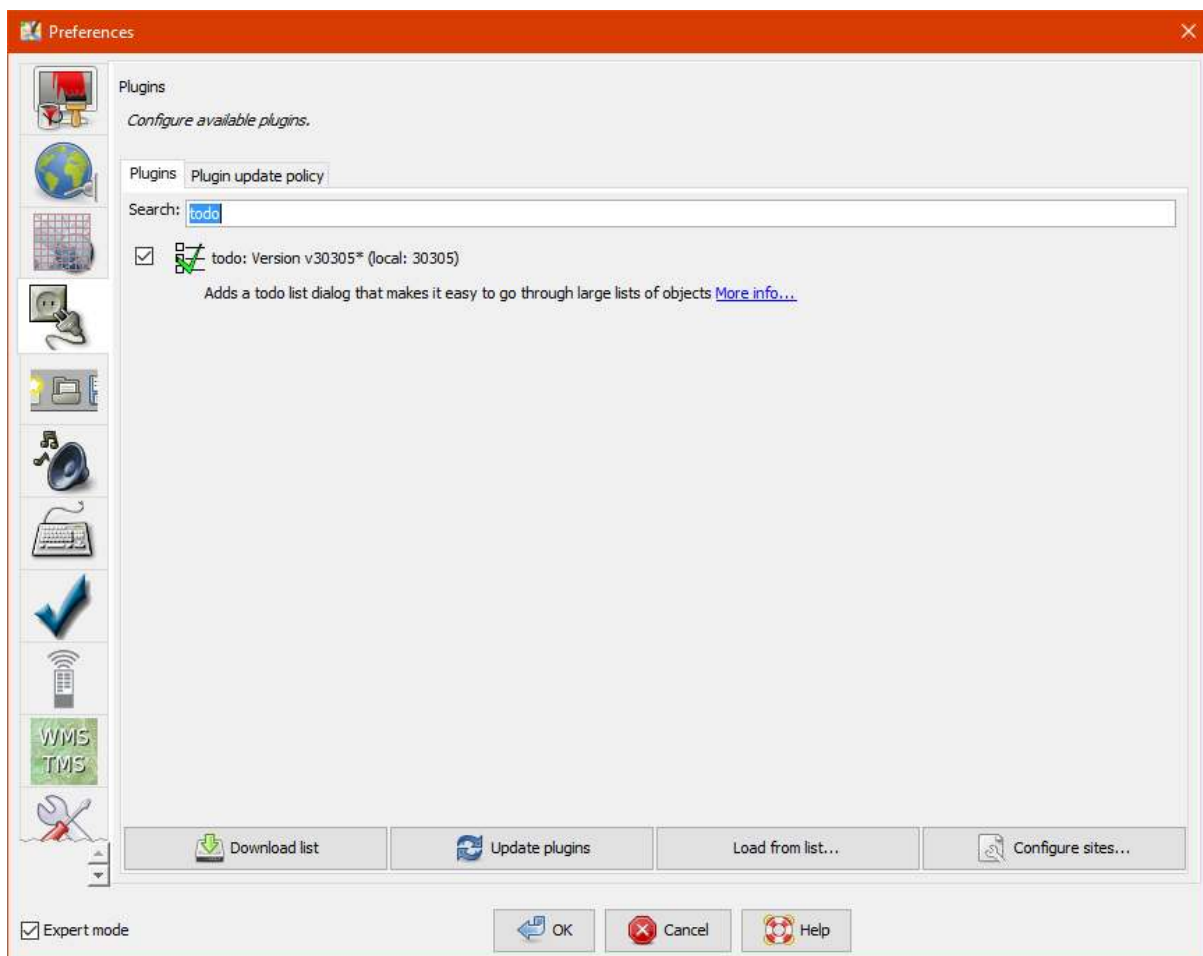 Preferences
Plugins
Configure available plugins.
Plugins
Plugin update policy
Search: todo
todo: Version v30305* (local: 30305)
Adds a todo list dialog that makes it easy to go through large lists of objects More info...
WMS
TMS
Download list
Update plugins
Load from list...
Configure sites...
Expert mode
OK
Cancel
Help